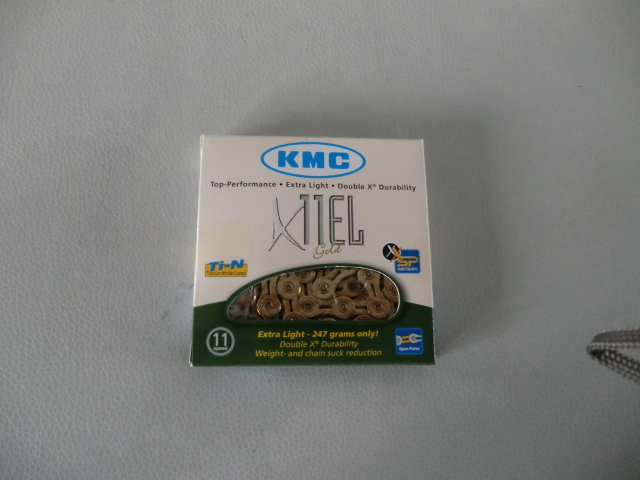 KMC
Top-Performance • Extra Light • Double X® Durability
X11EL
Gold
Ti-N
SP
Extra Light - 247 grams only!
Double X® Durability
Weight- and chain suck reduction
11